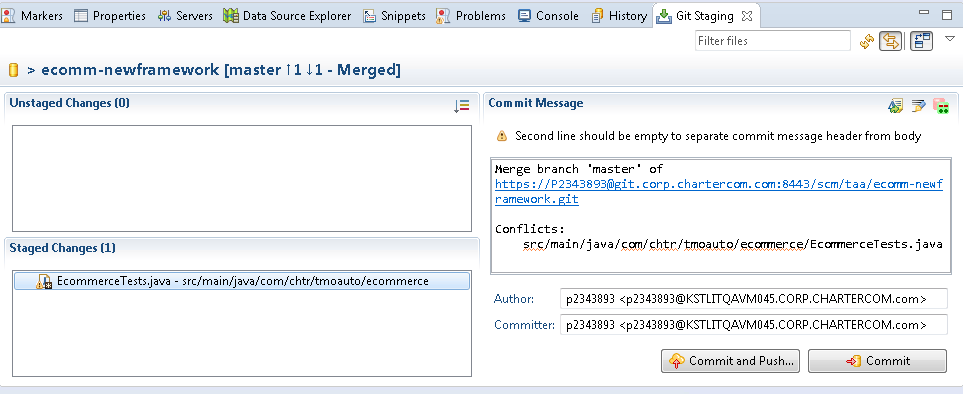 Markers Properties Servers Data Source Explorer Snippets Problems Console History Git Staging
Filter files
> ecomm-newframework [master ↑1 ↓1 - Merged]
Unstaged Changes (0)
Staged Changes (1)
EcommerceTests.java - src/main/java/com/chtr/tmoauto/ecommerce
Commit Message
Second line should be empty to separate commit message header from body
Merge branch 'master' of
https://P2343893@git.corp.chartercom.com:8443/scm/taa/ecomm-newf
ramework.git
Conflicts:
src/main/java/com/chtr/tmoauto/ecommerce/EcommerceTests.java
Author: p2343893 <p2343893@KSTLITQAVM045.CORP.CHARTERCOM.com>
Committer: p2343893 <p2343893@KSTLITQAVM045.CORP.CHARTERCOM.com>
Commit and Push... Commit